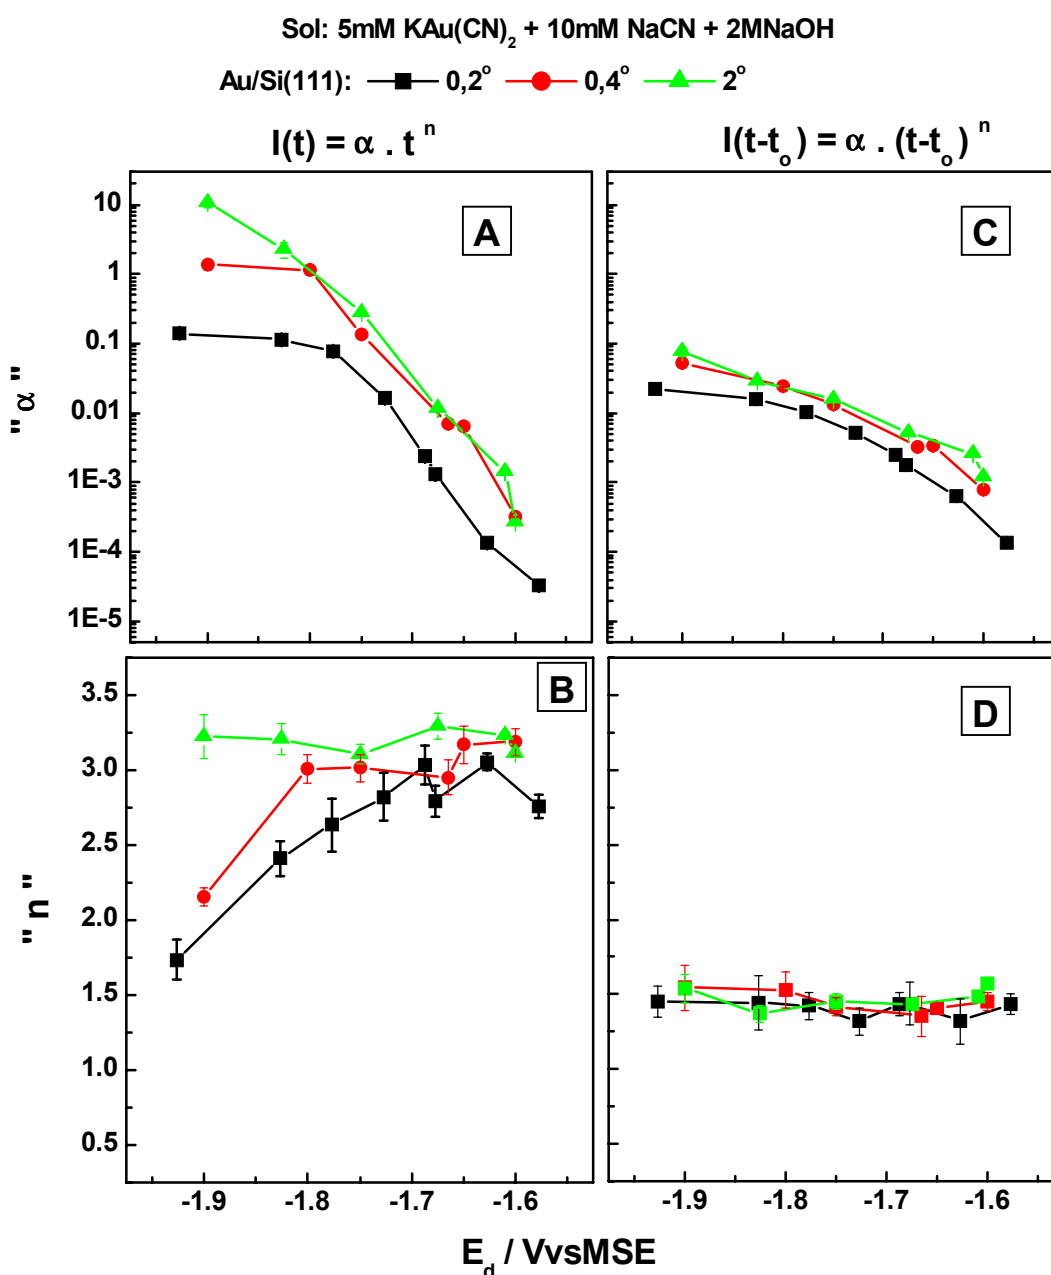 Sol: 5mM KAu(CN)2 + 10mM NaCN + 2MNaOH
Au/Si(111): 0,2° 0,4° 2°
I(t) = α . t n
I(t-to) = α . (t-to) n
A
C
10
1
0.1
0.01
1E-3
1E-4
1E-5
" α "
B
D
3.5
3.0
2.5
2.0
1.5
1.0
0.5
" n "
-1.9 -1.8 -1.7 -1.6
-1.9 -1.8 -1.7 -1.6
Ed / VvsMSE